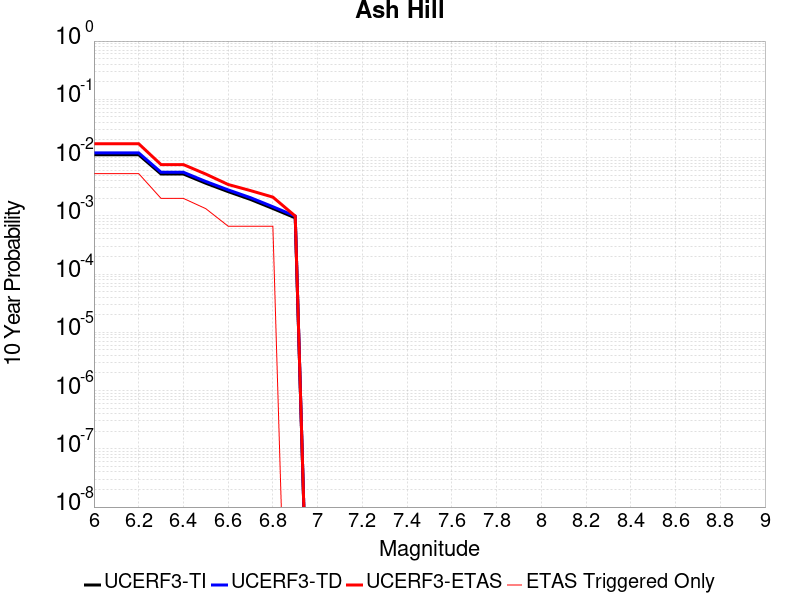 Ash Hill
10^0
10^-1
10^-2
10^-3
10^-4
10^-5
10^-6
10^-7
10^-8
10 Year Probability
6 6.2 6.4 6.6 6.8 7 7.2 7.4 7.6 7.8 8 8.2 8.4 8.6 8.8 9
Magnitude
UCERF3-TI UCERF3-TD UCERF3-ETAS ETAS Triggered Only